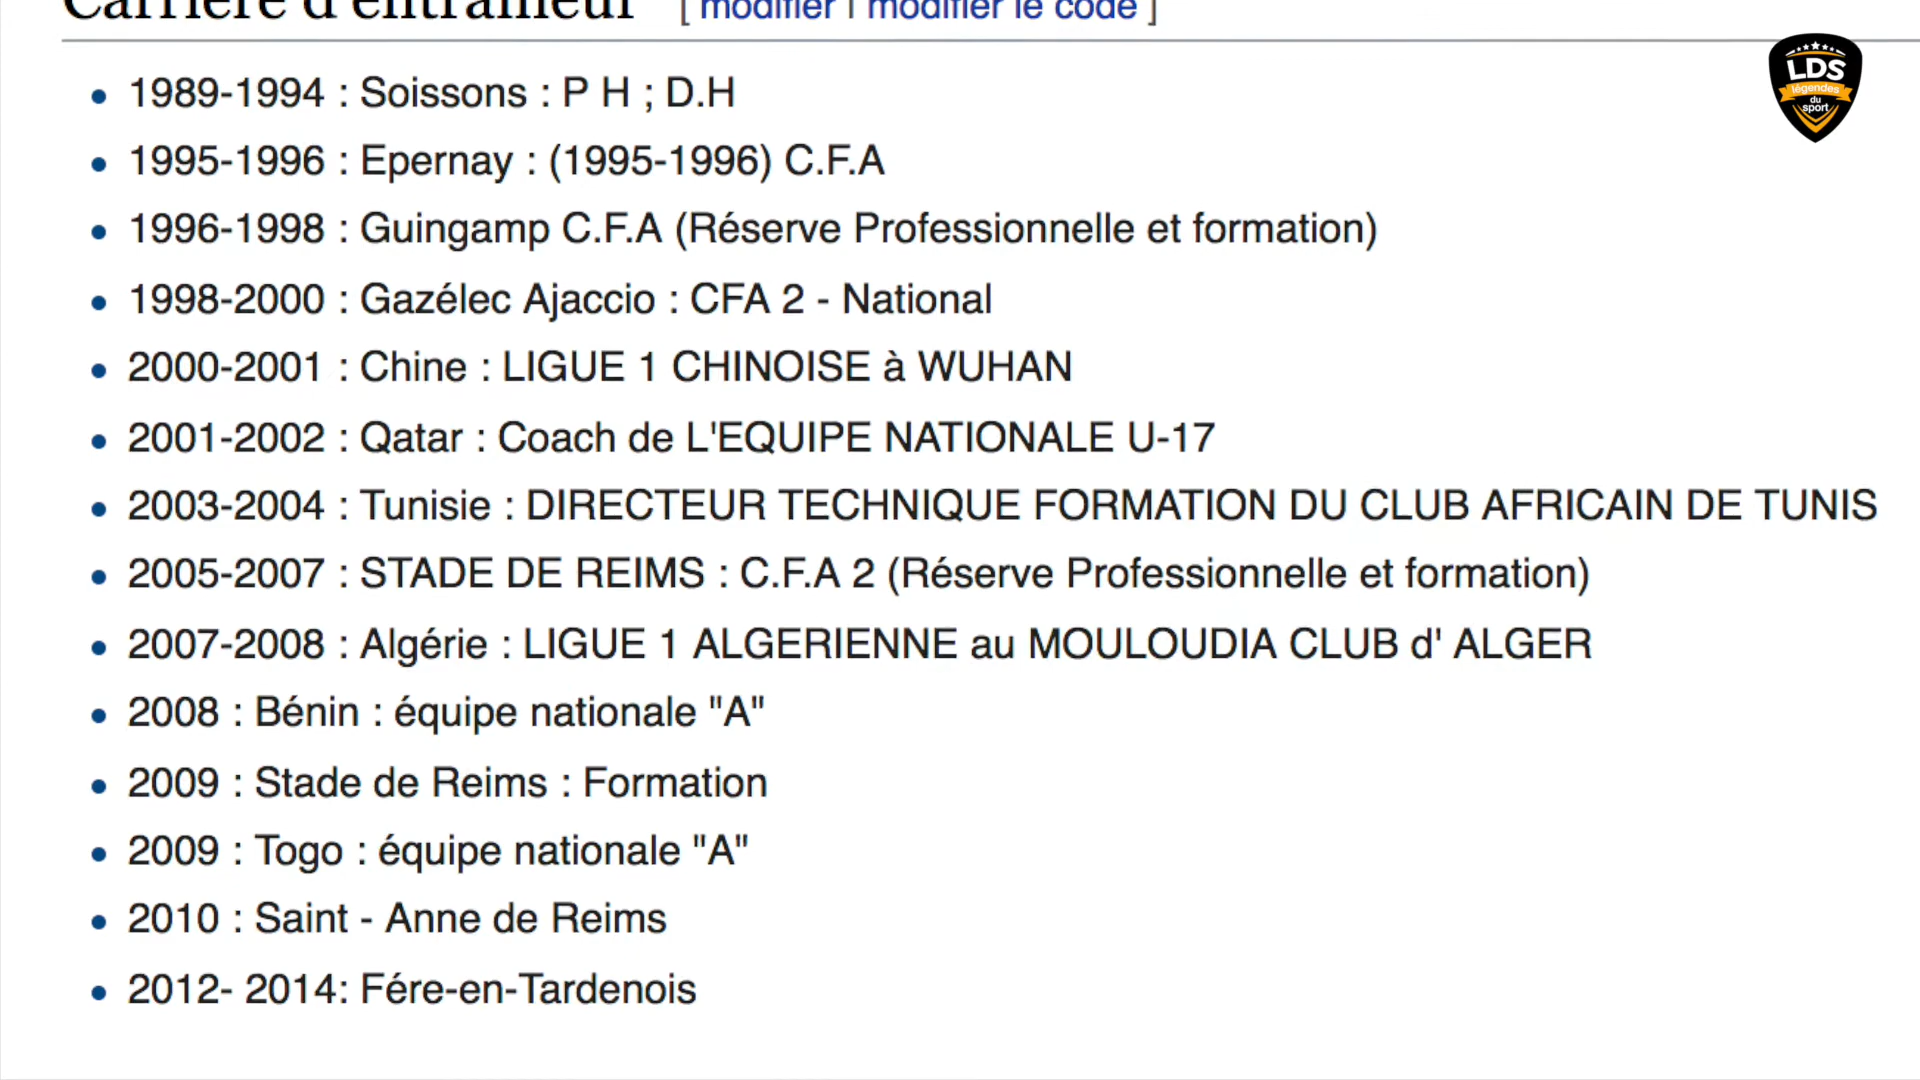 Carrière d'entraîneur [ modifier | modifier le code ]
1989-1994 : Soissons : P H ; D.H
1995-1996 : Epernay : (1995-1996) C.F.A
1996-1998 : Guingamp C.F.A (Réserve Professionnelle et formation)
1998-2000 : Gazélec Ajaccio : CFA 2 - National
2000-2001 : Chine : LIGUE 1 CHINOISE à WUHAN
2001-2002 : Qatar : Coach de L'EQUIPE NATIONALE U-17
2003-2004 : Tunisie : DIRECTEUR TECHNIQUE FORMATION DU CLUB AFRICAIN DE TUNIS
2005-2007 : STADE DE REIMS : C.F.A 2 (Réserve Professionnelle et formation)
2007-2008 : Algérie : LIGUE 1 ALGERIENNE au MOULOUDIA CLUB d' ALGER
2008 : Bénin : équipe nationale "A"
2009 : Stade de Reims : Formation
2009 : Togo : équipe nationale "A"
2010 : Saint - Anne de Reims
2012- 2014: Fére-en-Tardenois
LDS
légendes
du
sport